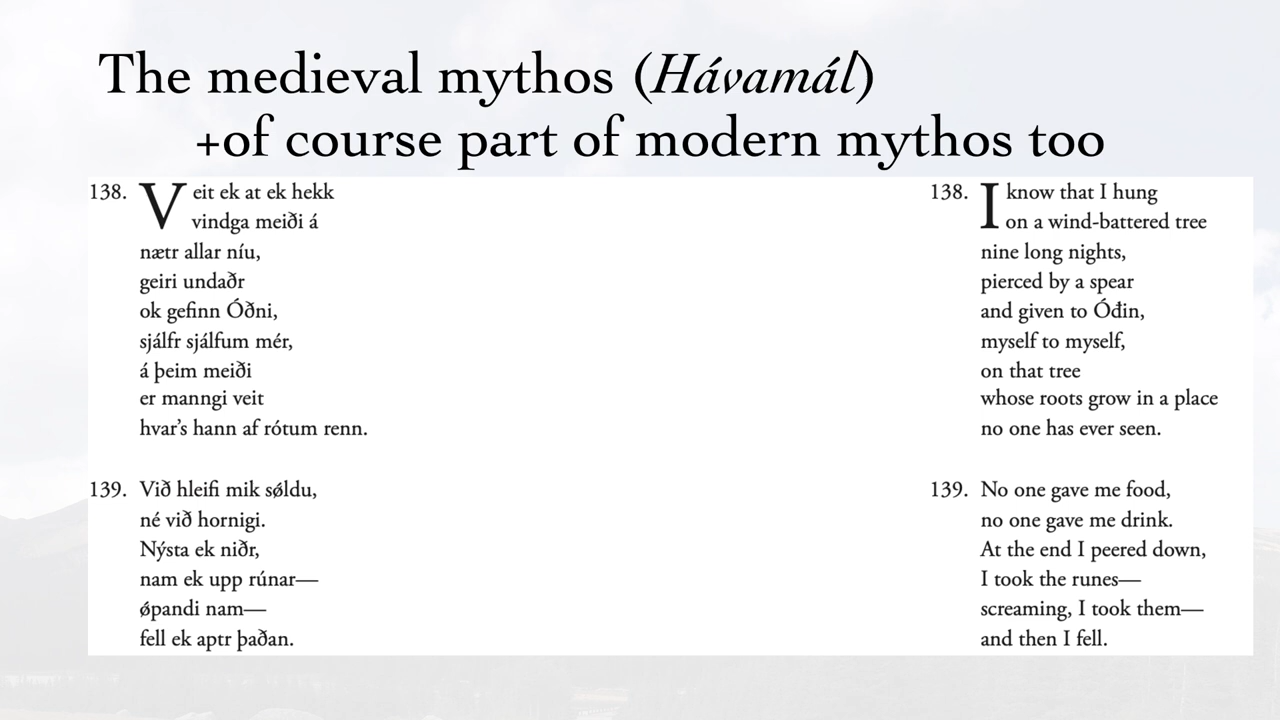 The medieval mythos (Hávamál)
+of course part of modern mythos too
138. Veit ek at ek hekk
vindga meiði á
nætr allar níu,
geiri undaðr
ok gefinn Óðni,
sjálfr sjálfum mér,
á þeim meiði
er manngi veit
hvar’s hann af rótum renn.
139. Við hleifi mik sǿldu,
né við hornigi.
Nýsta ek niðr,
nam ek upp rúnar—
ǿpandi nam—
fell ek aptr þaðan.
138. I know that I hung
on a wind-battered tree
nine long nights,
pierced by a spear
and given to Óđin,
myself to myself,
on that tree
whose roots grow in a place
no one has ever seen.
139. No one gave me food,
no one gave me drink.
At the end I peered down,
I took the runes—
screaming, I took them—
and then I fell.